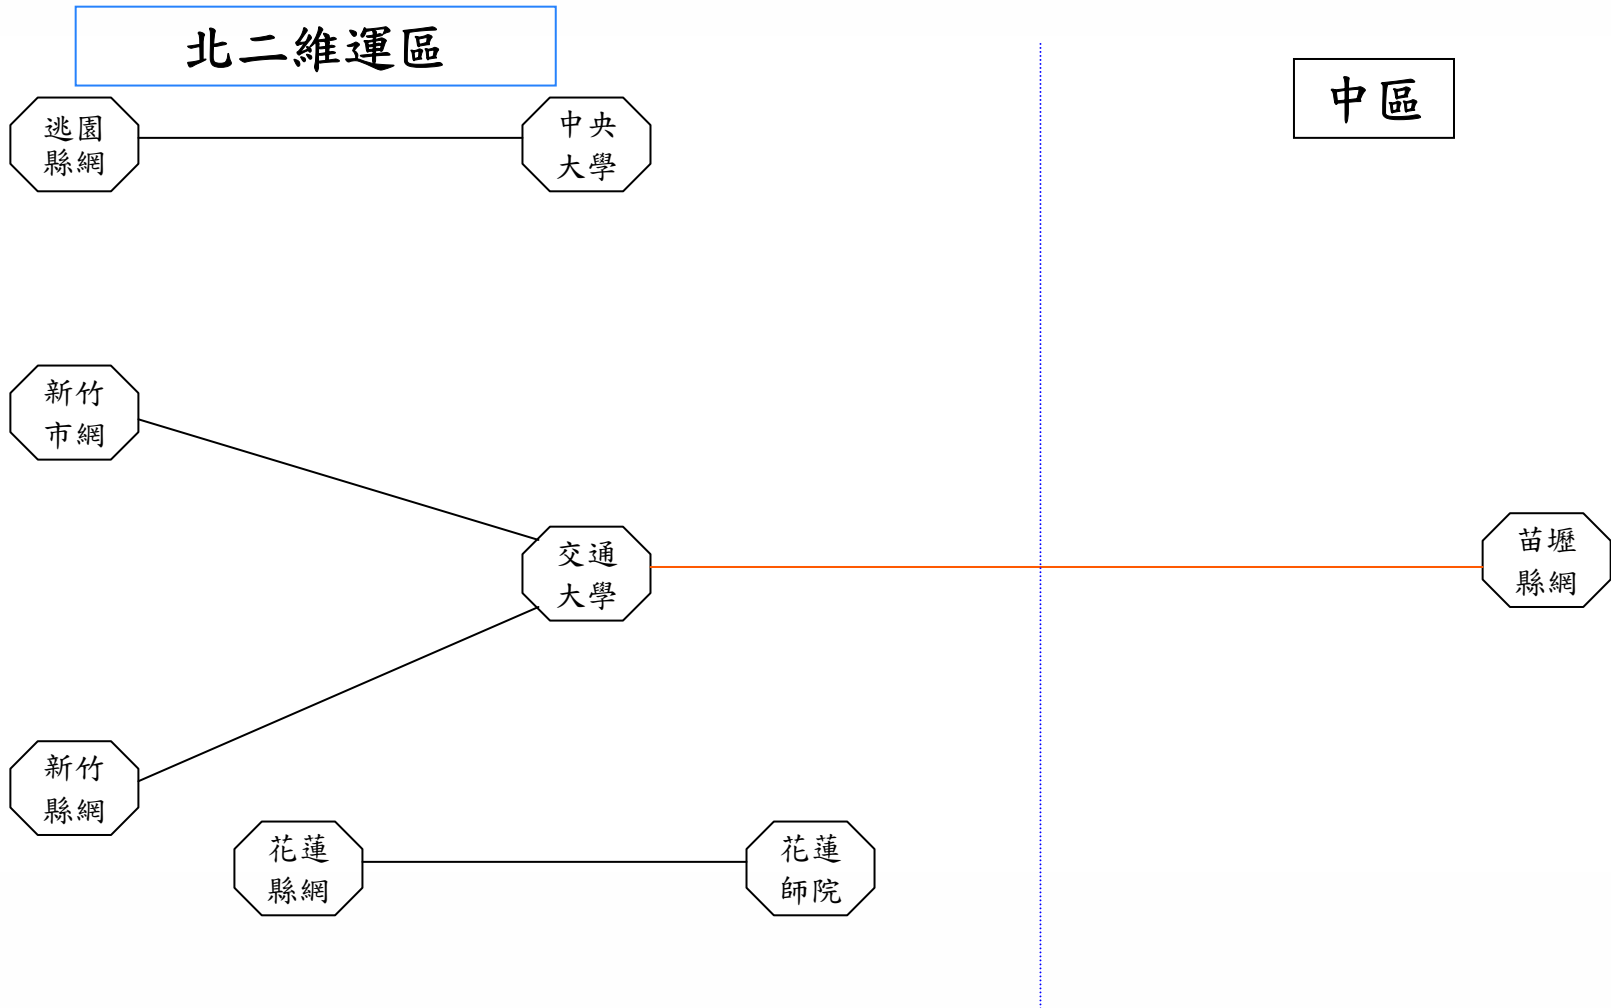 北二維運區
中區
逃園
縣網
中央
大學
新竹
市網
交通
大學
苗壢
縣網
新竹
縣網
花蓮
縣網
花蓮
師院